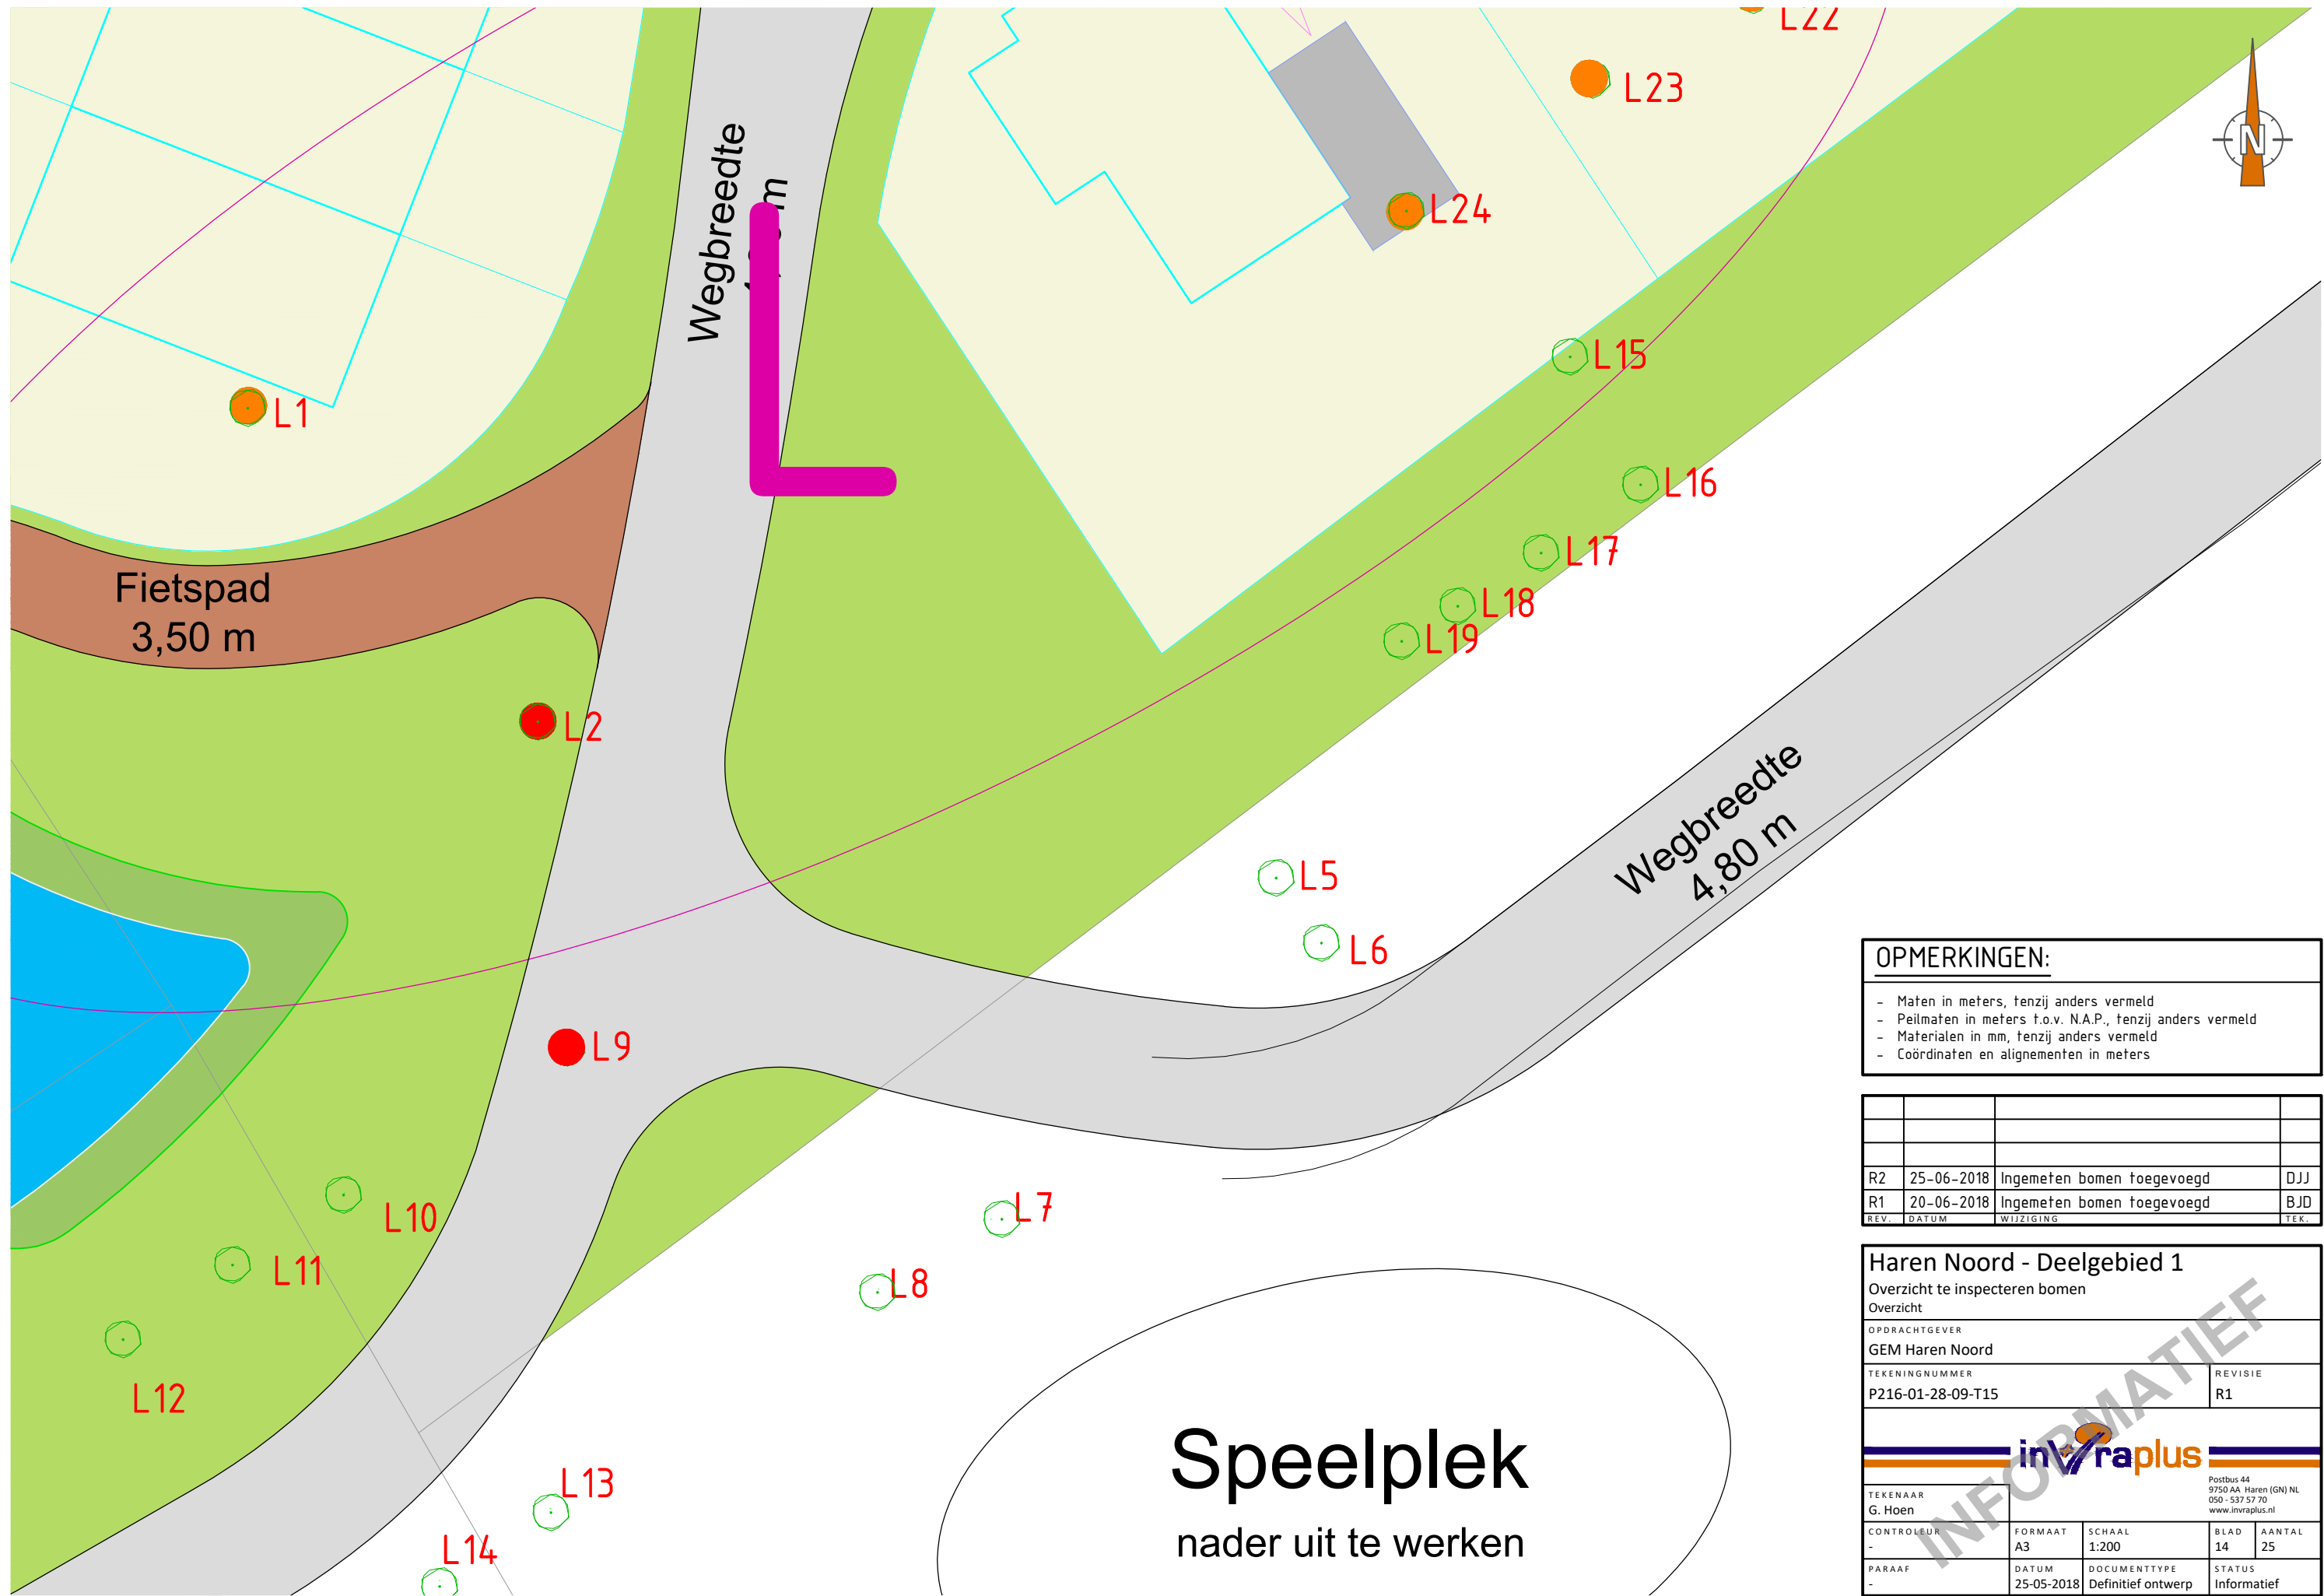 L22
L23
L24
Wegbreedte
L
L15
L1
L16
L17
L18
L19
Fietspad
3,50 m
L2
Wegbreedte
4,80 m
L5
L6
L9
L10
L11
L12
L7
L8
L13
L14
Speelplek
nader uit te werken
N
OPMERKINGEN:
- Maten in meters, tenzij anders vermeld
- Peilmaten in meters t.o.v. N.A.P., tenzij anders vermeld
- Materialen in mm, tenzij anders vermeld
- Coördinaten en alignementen in meters
R2 25-06-2018 Ingemeten bomen toegevoegd DJJ
R1 20-06-2018 Ingemeten bomen toegevoegd BJD
REV. DATUM WIJZIGING TEK.
Haren Noord - Deelgebied 1
Overzicht te inspecteren bomen
Overzicht
OPDRACHTGEVER
GEM Haren Noord
TEKENINGNUMMER REVISIE
P216-01-28-09-T15 R1
invraplus
Postbus 44
9750 AA Haren (GN) NL
050 - 537 57 70
www.invraplus.nl
TEKENAAR
G. Hoen
CONTROLEUR FORMAAT SCHAAL BLAD AANTAL
- A3 1:200 14 25
PARAAF DATUM DOCUMENTTYPE STATUS
- 25-05-2018 Definitief ontwerp Informatief
INFORMATIEF